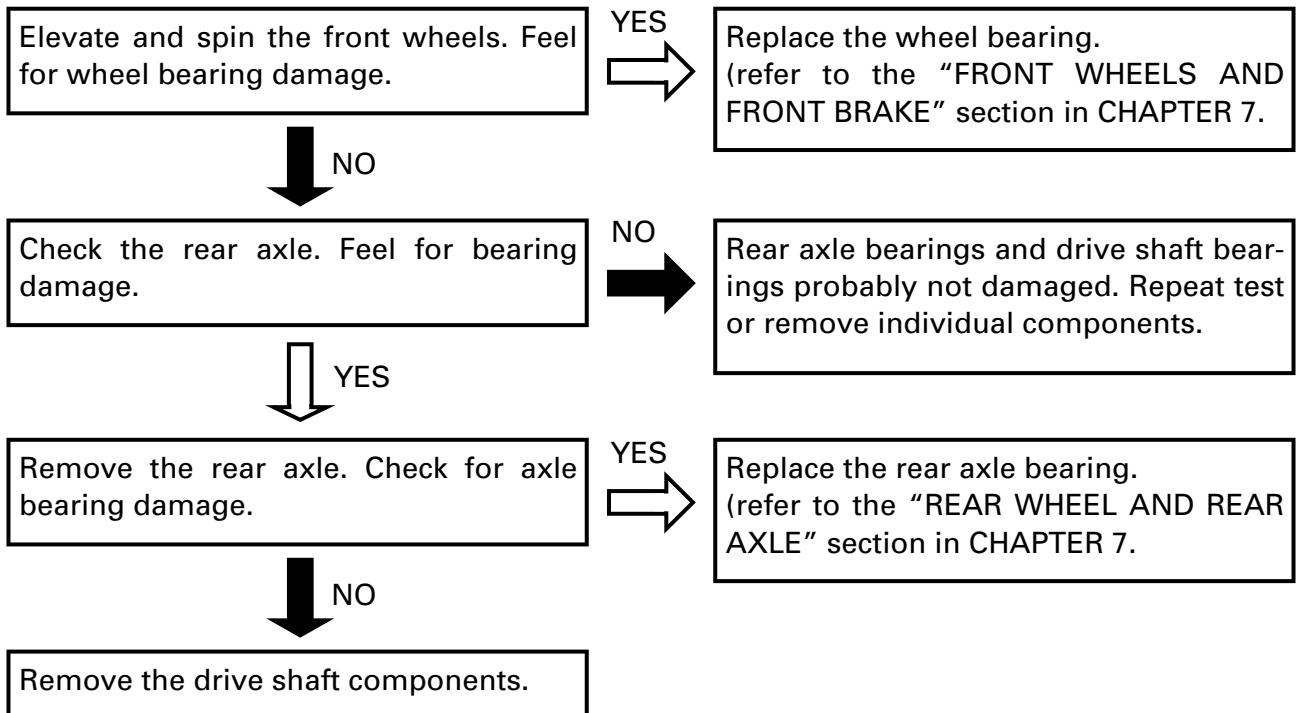 Elevate and spin the front wheels. Feel
for wheel bearing damage.
YES
Replace the wheel bearing.
(refer to the “FRONT WHEELS AND
FRONT BRAKE” section in CHAPTER 7.
NO
Check the rear axle. Feel for bearing
damage.
NO
Rear axle bearings and drive shaft bear-
ings probably not damaged. Repeat test
or remove individual components.
YES
Remove the rear axle. Check for axle
bearing damage.
YES
Replace the rear axle bearing.
(refer to the “REAR WHEEL AND REAR
AXLE” section in CHAPTER 7.
NO
Remove the drive shaft components.